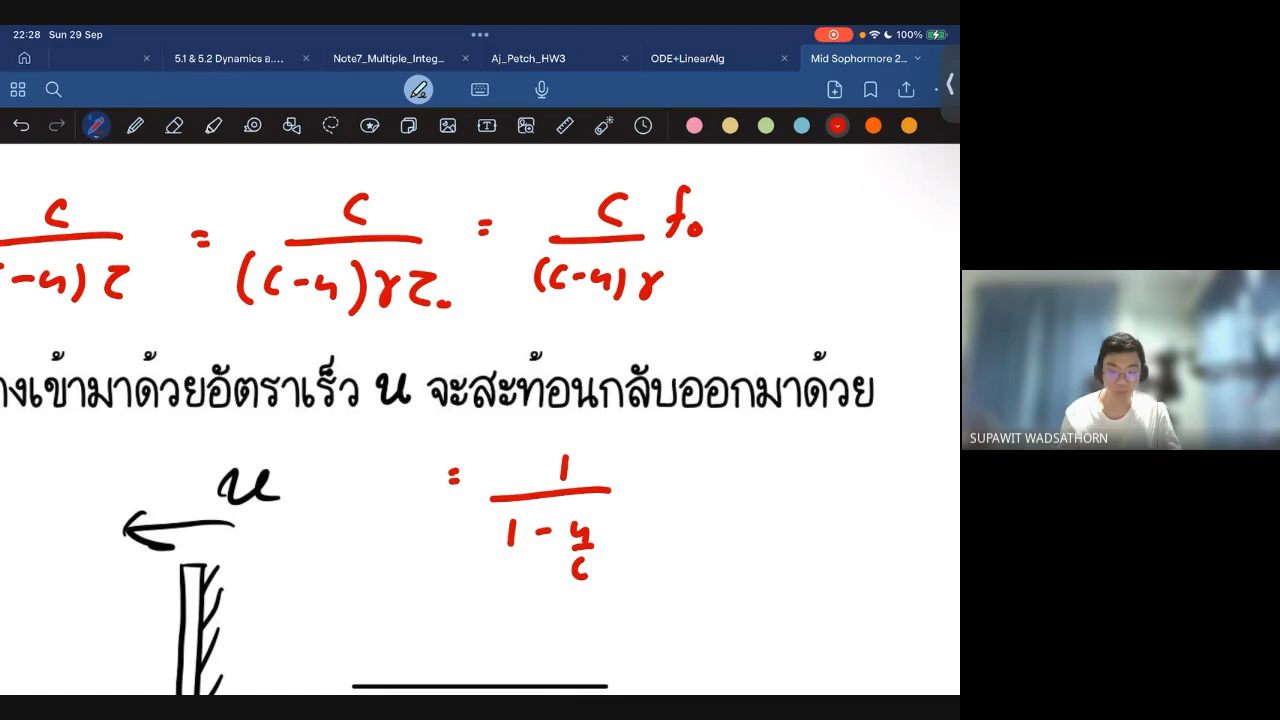 22:28 Sun 29 Sep
100%
5.1 & 5.2 Dynamics a....
Note7_Multiple_Integ...
Aj_Petch_HW3
ODE+LinearAlg
Mid Sophormore 2...
C = C = C f₀
-u) τ (C-u)γτ₀ (C-u)γ
างเข้ามาด้วยอัตราเร็ว u จะสะท้อนกลับออกมาด้วย
u
= 1
1 - u
C
SUPAWIT WADSATHORN